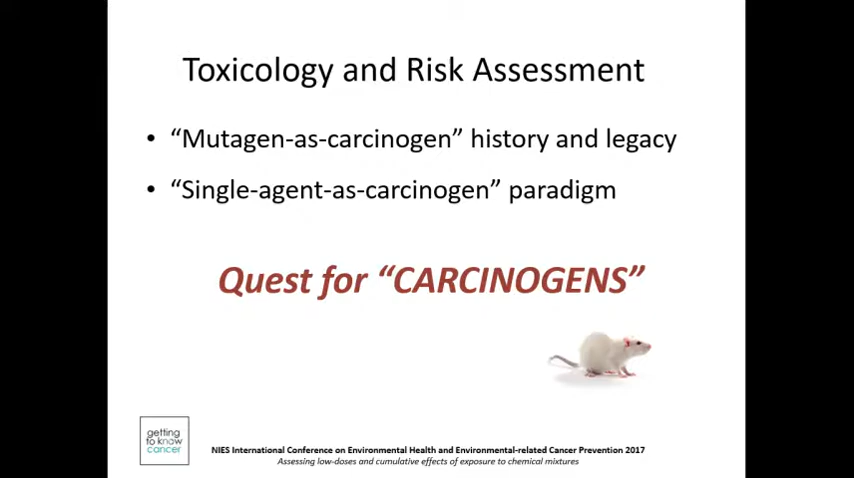 Toxicology and Risk Assessment
• “Mutagen-as-carcinogen” history and legacy
• “Single-agent-as-carcinogen” paradigm
Quest for “CARCINOGENS”
getting
to know
cancer
NIES International Conference on Environmental Health and Environmental-related Cancer Prevention 2017
Assessing low-doses and cumulative effects of exposure to chemical mixtures